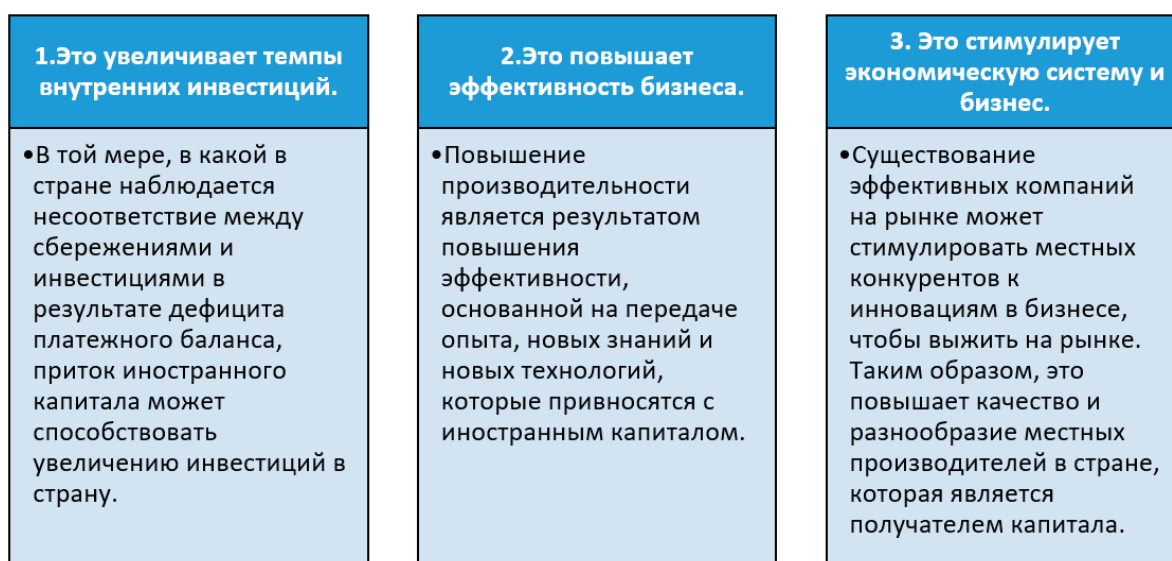 1.Это увеличивает темпы
внутренних инвестиций.
•В той мере, в какой в
стране наблюдается
несоответствие между
сбережениями и
инвестициями в
результате дефицита
платежного баланса,
приток иностранного
капитала может
способствовать
увеличению инвестиций в
страну.
2.Это повышает
эффективность бизнеса.
•Повышение
производительности
является результатом
повышения
эффективности,
основанной на передаче
опыта, новых знаний и
новых технологий,
которые привносятся с
иностранным капиталом.
3. Это стимулирует
экономическую систему и
бизнес.
•Существование
эффективных компаний
на рынке может
стимулировать местных
конкурентов к
инновациям в бизнесе,
чтобы выжить на рынке.
Таким образом, это
повышает качество и
разнообразие местных
производителей в стране,
которая является
получателем капитала.